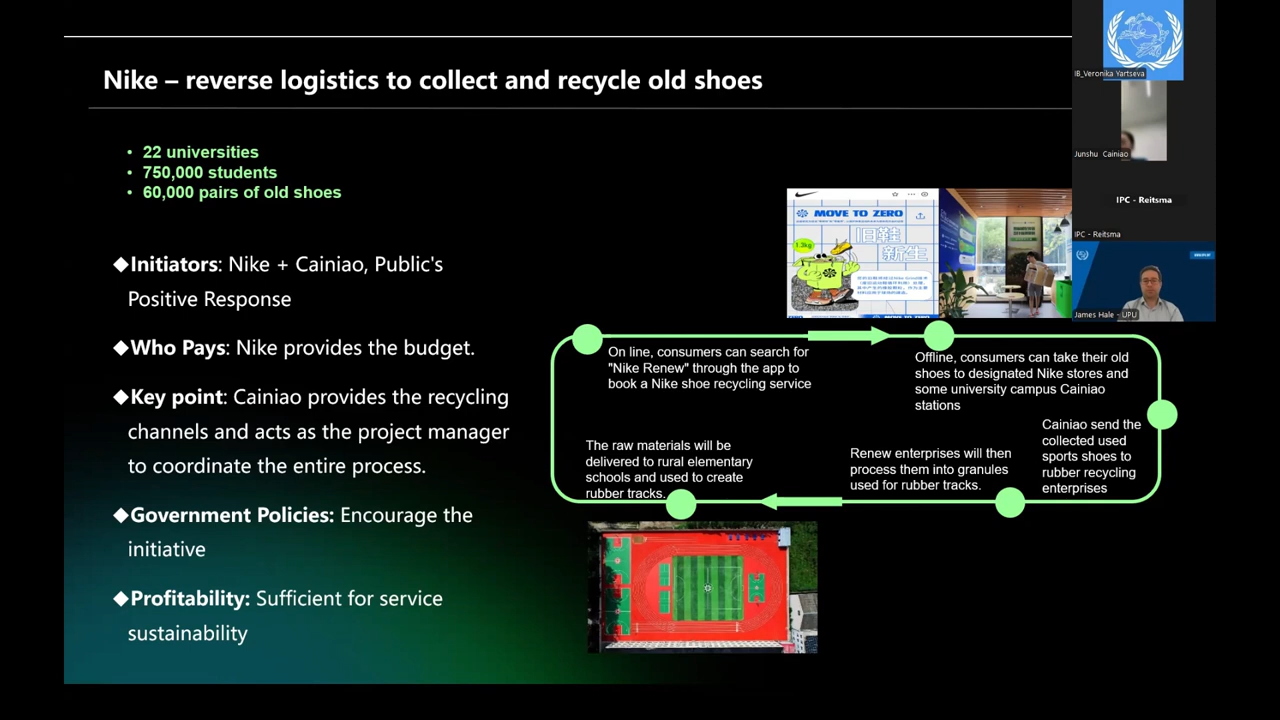 Nike – reverse logistics to collect and recycle old shoes
• 22 universities
• 750,000 students
• 60,000 pairs of old shoes
◆Initiators: Nike + Cainiao, Public's
Positive Response
◆Who Pays: Nike provides the budget.
◆Key point: Cainiao provides the recycling
channels and acts as the project manager
to coordinate the entire process.
◆Government Policies: Encourage the
initiative
◆Profitability: Sufficient for service
sustainability
MOVE TO ZERO
旧鞋
新生
1.3kg
On line, consumers can search for
"Nike Renew" through the app to
book a Nike shoe recycling service
Offline, consumers can take their old
shoes to designated Nike stores and
some university campus Cainiao
stations
Cainiao send the
collected used
sports shoes to
rubber recycling
enterprises
Renew enterprises will then
process them into granules
used for rubber tracks.
The raw materials will be
delivered to rural elementary
schools and used to create
rubber tracks.
IB_Veronika Yartseva
Junshu Cainiao
IPC - Reitsma
IPC - Reitsma
James Hale - UPU